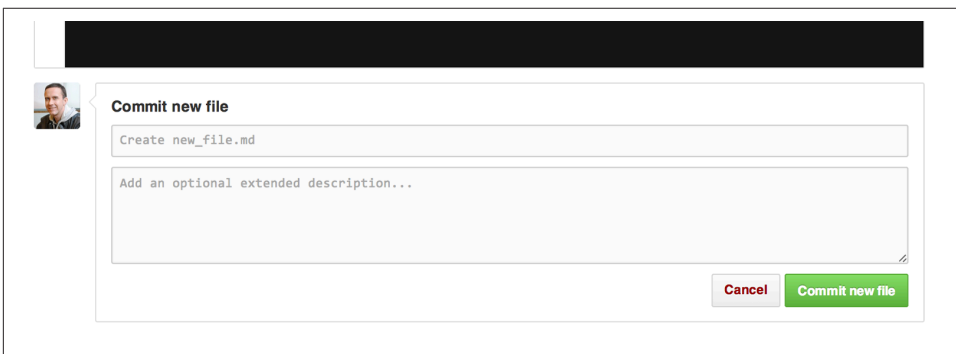 Commit new file
Create new_file.md
Add an optional extended description...
Cancel
Commit new file